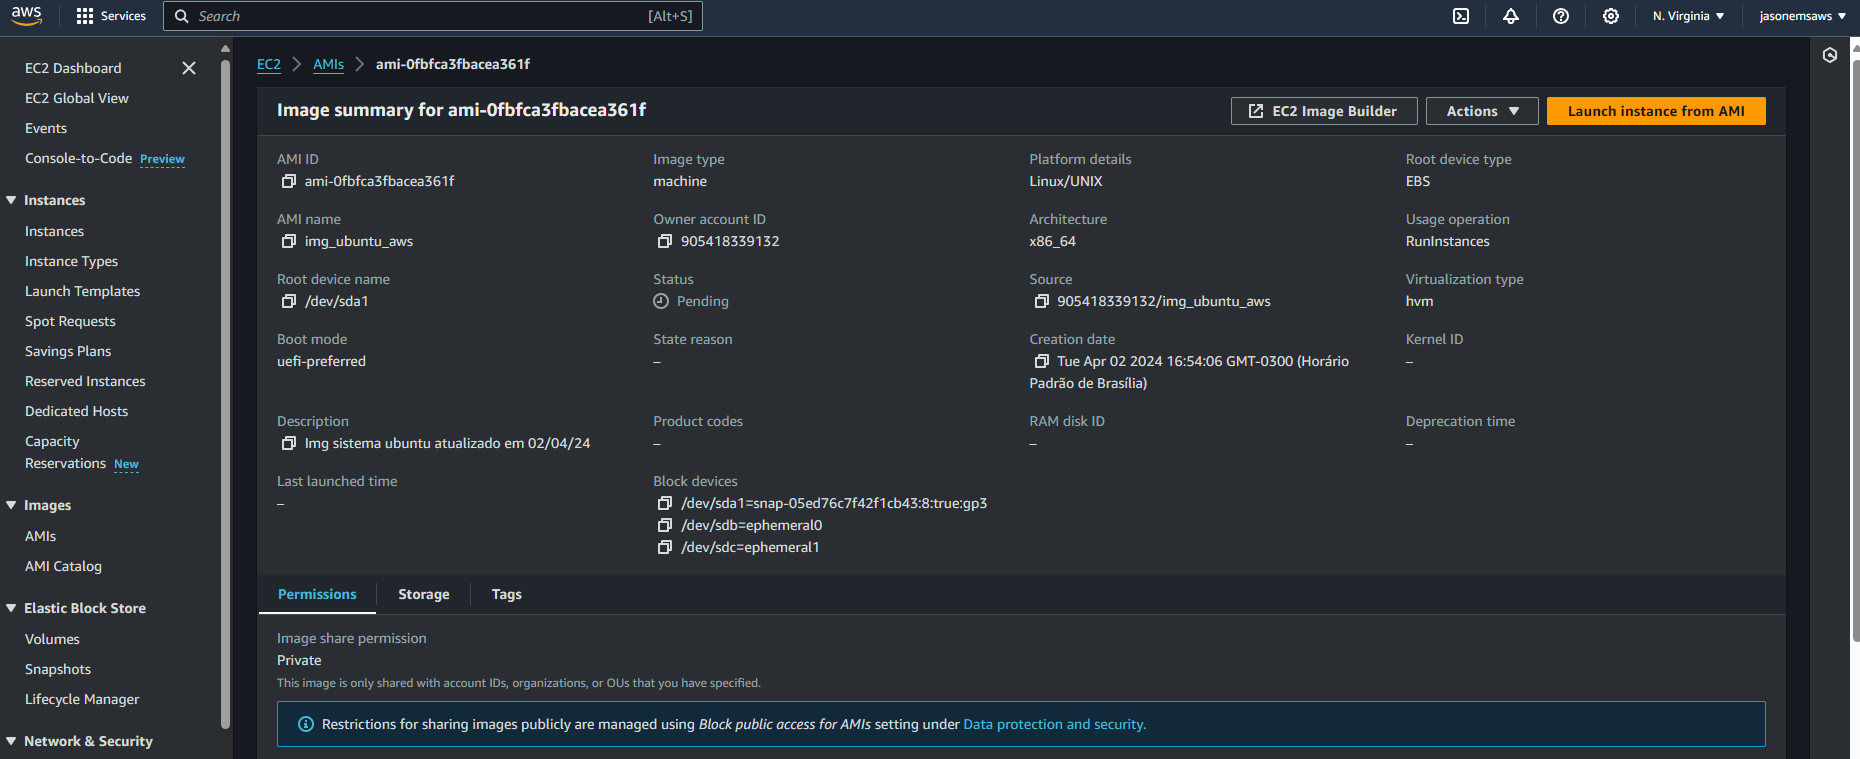 aws
Services
Search
[Alt+S]
N. Virginia
jasonemsaws
EC2 Dashboard
EC2 Global View
Events
Console-to-Code Preview
Instances
Instances
Instance Types
Launch Templates
Spot Requests
Savings Plans
Reserved Instances
Dedicated Hosts
Capacity
Reservations New
Images
AMIs
AMI Catalog
Elastic Block Store
Volumes
Snapshots
Lifecycle Manager
Network & Security
EC2 > AMIs > ami-0fbfca3fbacea361f
Image summary for ami-0fbfca3fbacea361f
EC2 Image Builder
Actions
Launch instance from AMI
AMI ID
ami-0fbfca3fbacea361f
Image type
machine
Platform details
Linux/UNIX
Root device type
EBS
AMI name
img_ubuntu_aws
Owner account ID
905418339132
Architecture
x86_64
Usage operation
RunInstances
Root device name
/dev/sda1
Status
Pending
Source
905418339132/img_ubuntu_aws
Virtualization type
hvm
Boot mode
uefi-preferred
State reason
–
Creation date
Tue Apr 02 2024 16:54:06 GMT-0300 (Horário
Padrão de Brasília)
Kernel ID
–
Description
Img sistema ubuntu atualizado em 02/04/24
Product codes
–
RAM disk ID
–
Deprecation time
–
Last launched time
–
Block devices
/dev/sda1=snap-05ed76c7f42f1cb43:8:true:gp3
/dev/sdb=ephemeral0
/dev/sdc=ephemeral1
Permissions
Storage
Tags
Image share permission
Private
This image is only shared with account IDs, organizations, or OUs that you have specified.
Restrictions for sharing images publicly are managed using Block public access for AMIs setting under Data protection and security.